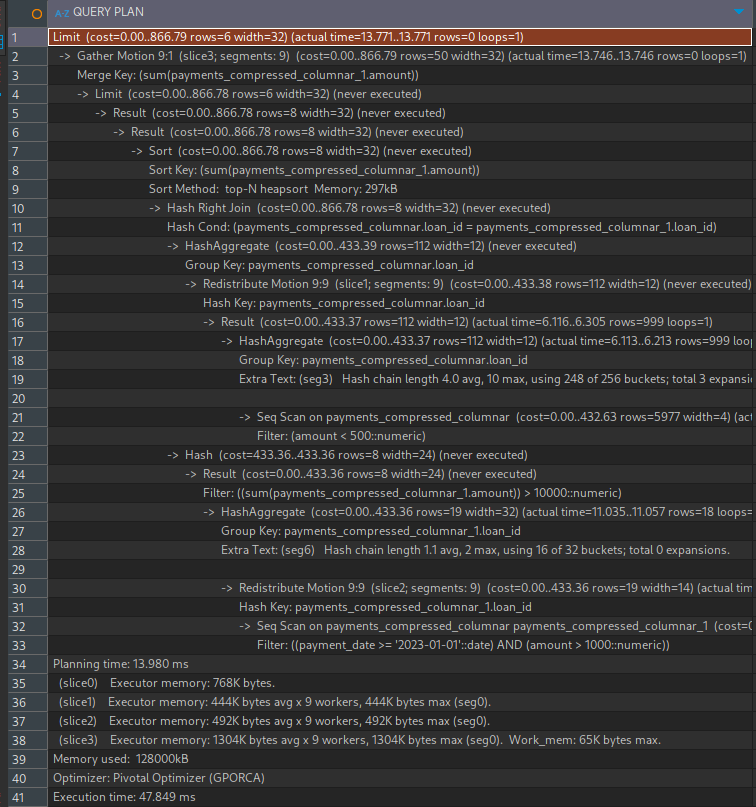 A-Z QUERY PLAN
1 Limit (cost=0.00..866.79 rows=6 width=32) (actual time=13.771..13.771 rows=0 loops=1)
2 -> Gather Motion 9:1 (slice3; segments: 9) (cost=0.00..866.79 rows=50 width=32) (actual time=13.746..13.746 rows=0 loops=1)
3 Merge Key: (sum(payments_compressed_columnar_1.amount))
4 -> Limit (cost=0.00..866.78 rows=6 width=32) (never executed)
5 -> Result (cost=0.00..866.78 rows=8 width=32) (never executed)
6 -> Result (cost=0.00..866.78 rows=8 width=32) (never executed)
7 -> Sort (cost=0.00..866.78 rows=8 width=32) (never executed)
8 Sort Key: (sum(payments_compressed_columnar_1.amount))
9 Sort Method: top-N heapsort Memory: 297kB
10 -> Hash Right Join (cost=0.00..866.78 rows=8 width=32) (never executed)
11 Hash Cond: (payments_compressed_columnar.loan_id = payments_compressed_columnar_1.loan_id)
12 -> HashAggregate (cost=0.00..433.39 rows=112 width=12) (never executed)
13 Group Key: payments_compressed_columnar.loan_id
14 -> Redistribute Motion 9:9 (slice1; segments: 9) (cost=0.00..433.38 rows=112 width=12) (never executed)
15 Hash Key: payments_compressed_columnar.loan_id
16 -> Result (cost=0.00..433.37 rows=112 width=12) (actual time=6.116..6.305 rows=999 loops=1)
17 -> HashAggregate (cost=0.00..433.37 rows=112 width=12) (actual time=6.113..6.213 rows=999 loo
18 Group Key: payments_compressed_columnar.loan_id
19 Extra Text: (seg3) Hash chain length 4.0 avg, 10 max, using 248 of 256 buckets; total 3 expansi
20
21 -> Seq Scan on payments_compressed_columnar (cost=0.00..432.63 rows=5977 width=4) (ac
22 Filter: (amount < 500::numeric)
23 -> Hash (cost=433.36..433.36 rows=8 width=24) (never executed)
24 -> Result (cost=0.00..433.36 rows=8 width=24) (never executed)
25 Filter: ((sum(payments_compressed_columnar_1.amount)) > 10000::numeric)
26 -> HashAggregate (cost=0.00..433.36 rows=19 width=32) (actual time=11.035..11.057 rows=18 loops=
27 Group Key: payments_compressed_columnar_1.loan_id
28 Extra Text: (seg6) Hash chain length 1.1 avg, 2 max, using 16 of 32 buckets; total 0 expansions.
29
30 -> Redistribute Motion 9:9 (slice2; segments: 9) (cost=0.00..433.36 rows=19 width=14) (actual tim
31 Hash Key: payments_compressed_columnar_1.loan_id
32 -> Seq Scan on payments_compressed_columnar payments_compressed_columnar_1 (cost=0
33 Filter: ((payment_date >= '2023-01-01'::date) AND (amount > 1000::numeric))
34 Planning time: 13.980 ms
35 (slice0) Executor memory: 768K bytes.
36 (slice1) Executor memory: 444K bytes avg x 9 workers, 444K bytes max (seg0).
37 (slice2) Executor memory: 492K bytes avg x 9 workers, 492K bytes max (seg0).
38 (slice3) Executor memory: 1304K bytes avg x 9 workers, 1304K bytes max (seg0). Work_mem: 65K bytes max.
39 Memory used: 128000kB
40 Optimizer: Pivotal Optimizer (GPORCA)
41 Execution time: 47.849 ms